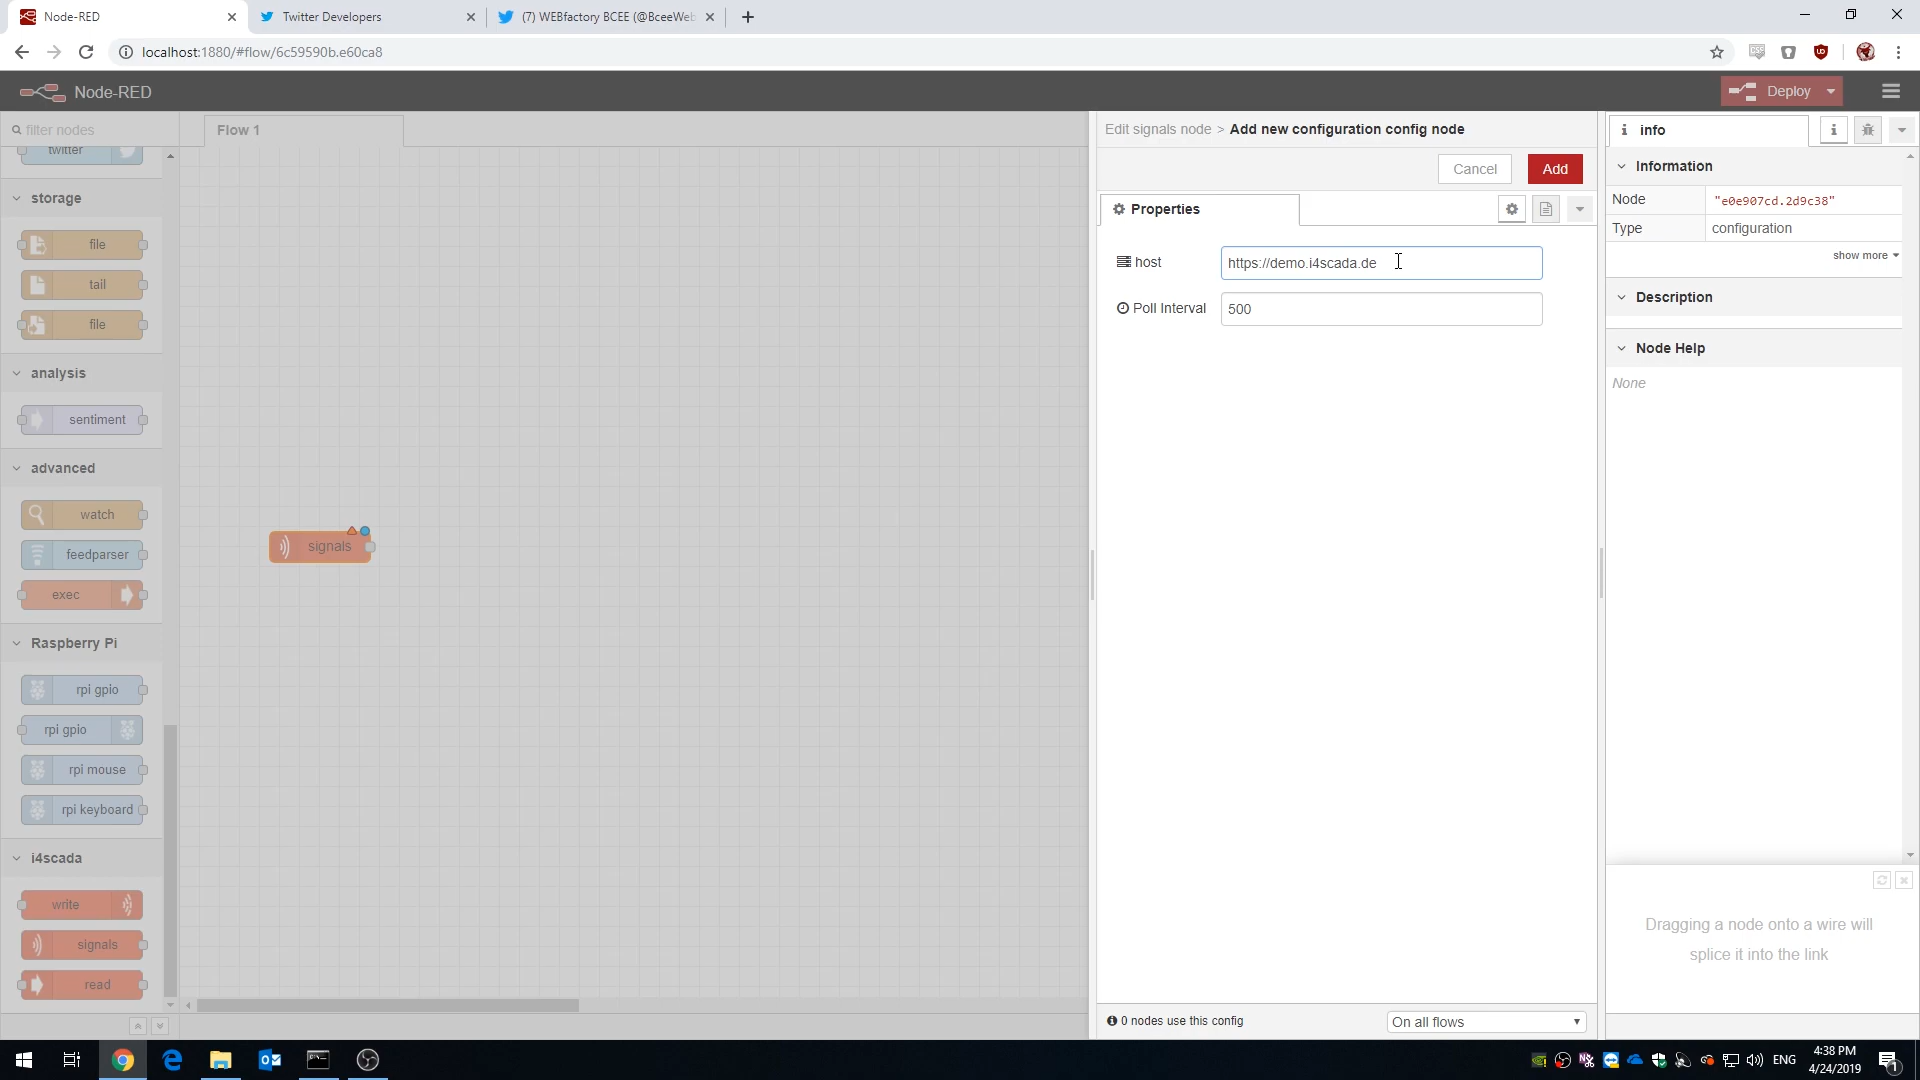 Node-RED
Twitter Developers
(7) WEBfactory BCEE (@BceeWeb
localhost:1880/#flow/6c59590b.e60ca8
Node-RED
Deploy
filter nodes
Flow 1
twitter
storage
file
tail
file
analysis
sentiment
advanced
watch
feedparser
exec
Raspberry Pi
rpi gpio
rpi gpio
rpi mouse
rpi keyboard
i4scada
write
signals
read
signals
Edit signals node > Add new configuration config node
Cancel
Add
Properties
host
https://demo.i4scada.de
Poll Interval
500
0 nodes use this config
On all flows
info
Information
Node "e0e907cd.2d9c38"
Type configuration
show more
Description
Node Help
None
Dragging a node onto a wire will
splice it into the link
ENG
4:38 PM
4/24/2019
1